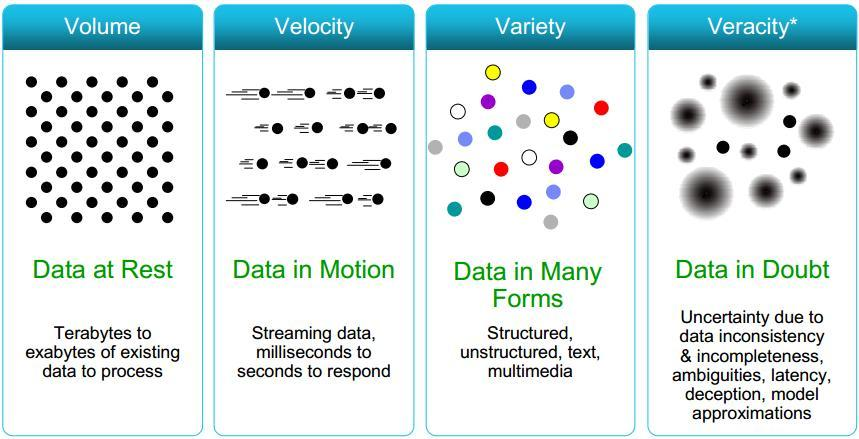 Volume
Data at Rest
Terabytes to
exabytes of existing
data to process
Velocity
Data in Motion
Streaming data,
milliseconds to
seconds to respond
Variety
Data in Many
Forms
Structured,
unstructured, text,
multimedia
Veracity*
Data in Doubt
Uncertainty due to
data inconsistency
& incompleteness,
ambiguities, latency,
deception, model
approximations